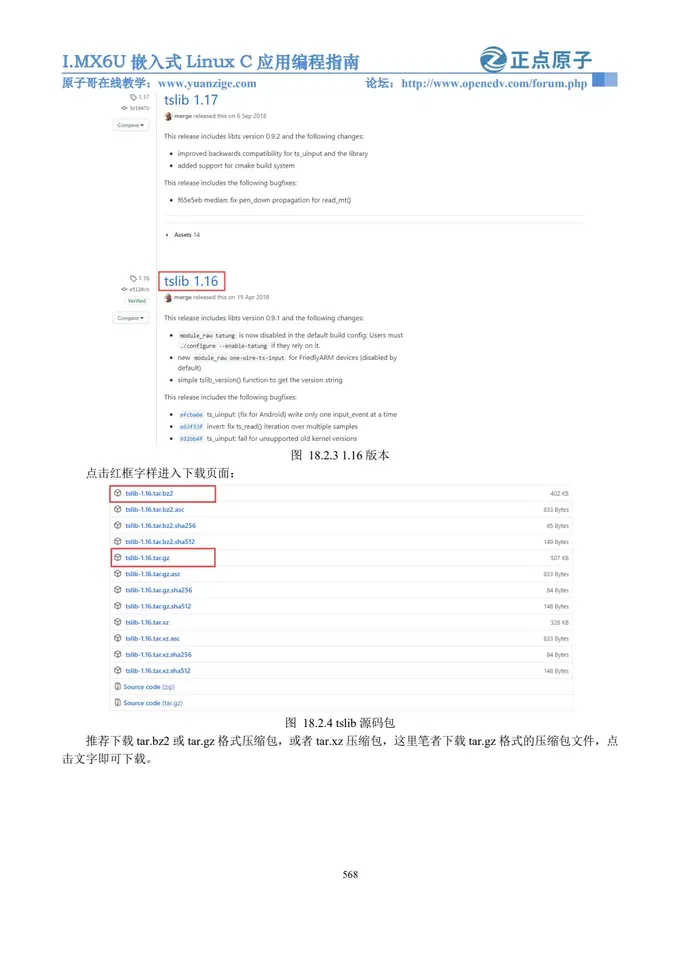 I.MX6U 嵌入式 Linux C 应用编程指南
正点原子
原子哥在线教学：www.yuanzige.com 论坛：http://www.openedv.com/forum.php
1.17
tslib 1.17
3e1947b
merge released this on 6 Sep 2018
Compare
This release includes libts version 0.9.2 and the following changes:
improved backwards compatibility for ts_uinput and the library
added support for cmake build system
This release includes the following bugfixes:
f65e5eb median: fix pen_down propagation for read_mt()
Assets 14
1.16
tslib 1.16
e5128cs
merge released this on 19 Apr 2018
Verified
Compare
This release includes libts version 0.9.1 and the following changes:
module_raw tatung is now disabled in the default build config. Users must
./configure --enable-tatung if they rely on it.
new module_raw one-wire-ts-input for FriedlyARM devices (disabled by
default)
simple tslib_version() function to get the version string
This release includes the following bugfixes:
efcba0e ts_uinput: (fix for Android) write only one input_event at a time
e63f33f invert: fix ts_read() iteration over multiple samples
932bb4f ts_uinput: fail for unsupported old kernel versions
图 18.2.3 1.16 版本
点击红框字样进入下载页面：
tslib-1.16.tar.bz2 402 KB
tslib-1.16.tar.bz2.asc 833 Bytes
tslib-1.16.tar.bz2.sha256 85 Bytes
tslib-1.16.tar.bz2.sha512 149 Bytes
tslib-1.16.tar.gz 507 KB
tslib-1.16.tar.gz.asc 833 Bytes
tslib-1.16.tar.gz.sha256 84 Bytes
tslib-1.16.tar.gz.sha512 148 Bytes
tslib-1.16.tar.xz 326 KB
tslib-1.16.tar.xz.asc 833 Bytes
tslib-1.16.tar.xz.sha256 84 Bytes
tslib-1.16.tar.xz.sha512 148 Bytes
Source code (zip)
Source code (tar.gz)
图 18.2.4 tslib 源码包
推荐下载 tar.bz2 或 tar.gz 格式压缩包，或者 tar.xz 压缩包，这里笔者下载 tar.gz 格式的压缩包文件，点
击文字即可下载。
568